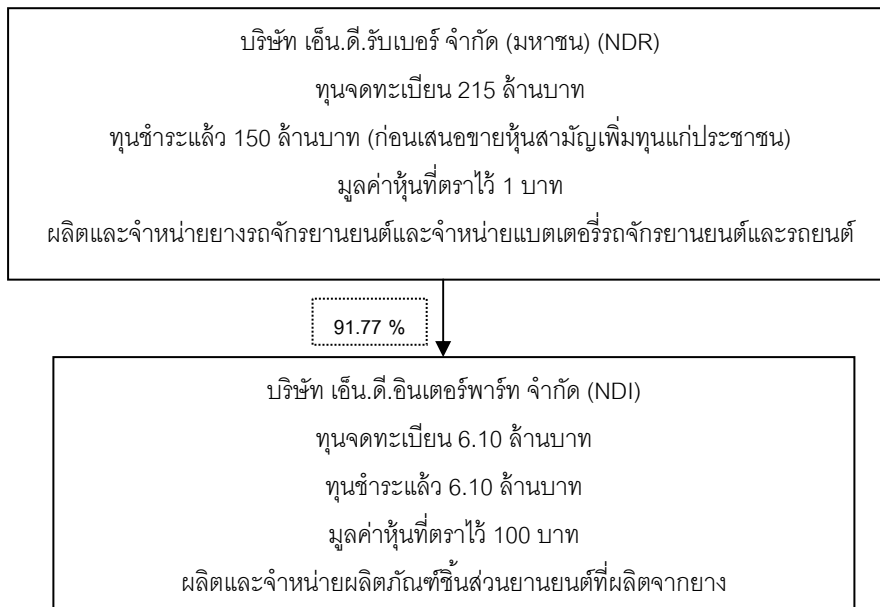 บริษัท เอ็น.ดี.รับเบอร์ จำกัด (มหาชน) (NDR)
ทุนจดทะเบียน 215 ล้านบาท
ทุนชำระแล้ว 150 ล้านบาท (ก่อนเสนอขายหุ้นสามัญเพิ่มทุนแก่ประชาชน)
มูลค่าหุ้นที่ตราไว้ 1 บาท
ผลิตและจำหน่ายยางรถจักรยานยนต์และจำหน่ายแบตเตอรี่รถจักรยานยนต์และรถยนต์
91.77 %
บริษัท เอ็น.ดี.อินเตอร์พาร์ท จำกัด (NDI)
ทุนจดทะเบียน 6.10 ล้านบาท
ทุนชำระแล้ว 6.10 ล้านบาท
มูลค่าหุ้นที่ตราไว้ 100 บาท
ผลิตและจำหน่ายผลิตภัณฑ์ชิ้นส่วนยานยนต์ที่ผลิตจากยาง